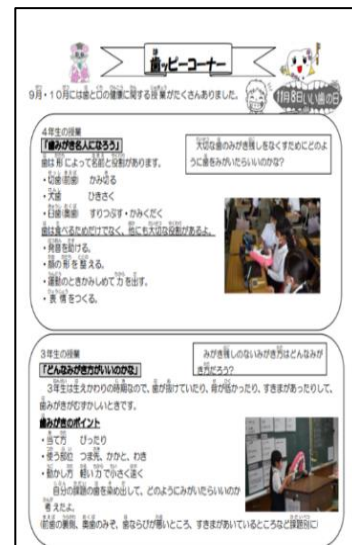 歯ッピーコーナー
9月・10月には歯と口の健康に関する授業がたくさんありました。
11月8日いい歯の日
4年生の授業
「歯みがき名人になろう」
大切な歯のみがき残しをなくすためにどのように歯をみがいたらいいのかな?
歯は形によって名前と役割があります。
・切歯(前歯) かみ切る
・犬歯 ひきさく
・臼歯(奥歯) すりつぶす・かみくだく
歯は食べるためだけでなく、他にも大切な役割があるよ。
・発音を助ける。
・顔の形を整える。
・運動のときかみしめて力を出す。
・表情をつくる。
3年生の授業
「どんなみがき方がいいのかな」
みがき残しのないみがき方はどんなみがき方だろう?
3年生は生えかわりの時期なので、歯が抜けていたり、背が低かったり、すきまがあったりして、
歯みがきがむずかしいときです。
歯みがきのポイント
・当て方 ぴったり
・使う部位 つま先、かかと、わき
・動かし方 軽い力で小さく速く
自分の課題の歯を染め出して、どのようにみがいたらいいのか
考えたよ。
(前歯の裏側、奥歯のみぞ、歯ならびが悪いところ、すきまがあいているところなど課題別に)